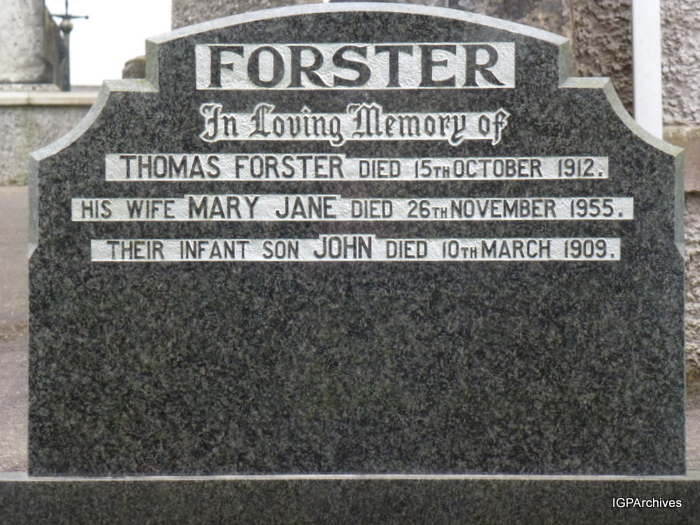 FORSTER
In Loving Memory of
THOMAS FORSTER DIED 15TH OCTOBER 1912.
HIS WIFE MARY JANE DIED 26TH NOVEMBER 1955.
THEIR INFANT SON JOHN DIED 10TH MARCH 1909.
IGPArchives